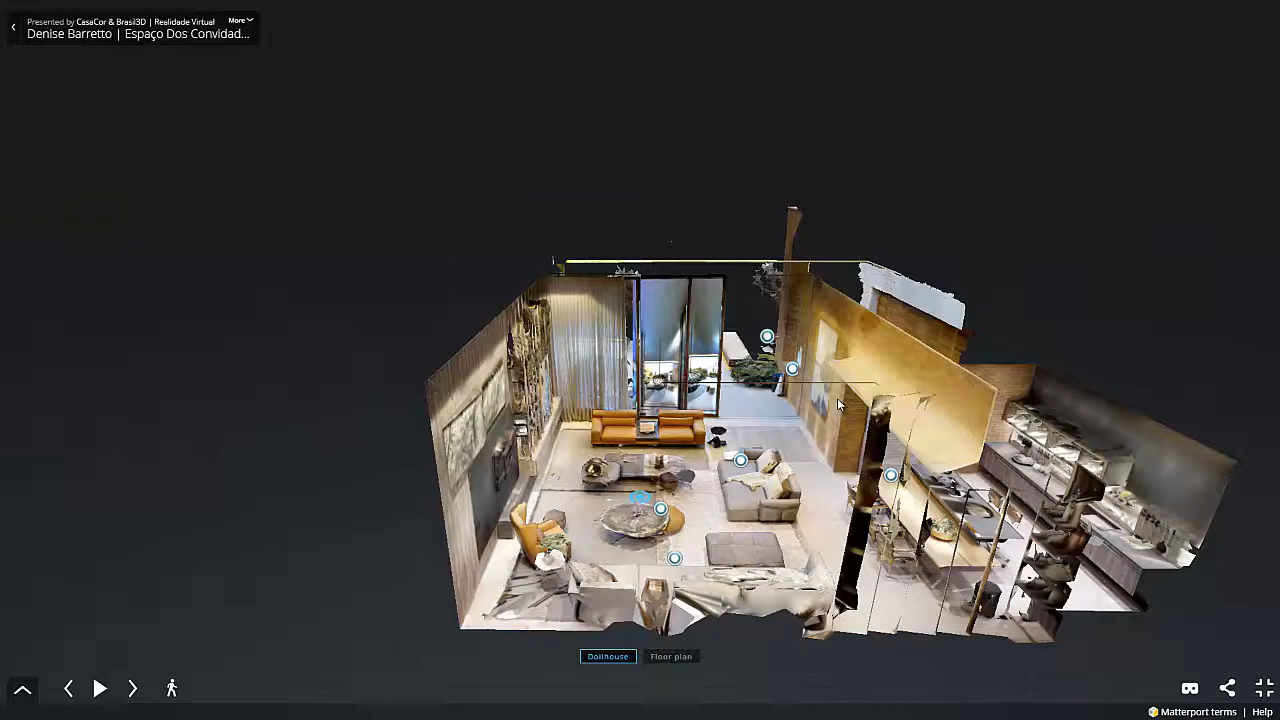 Presented by CasaCor & Brasil3D | Realidade Virtual
More
Denise Barretto | Espaço Dos Convidad...
Dollhouse
Floor plan
Matterport terms | Help